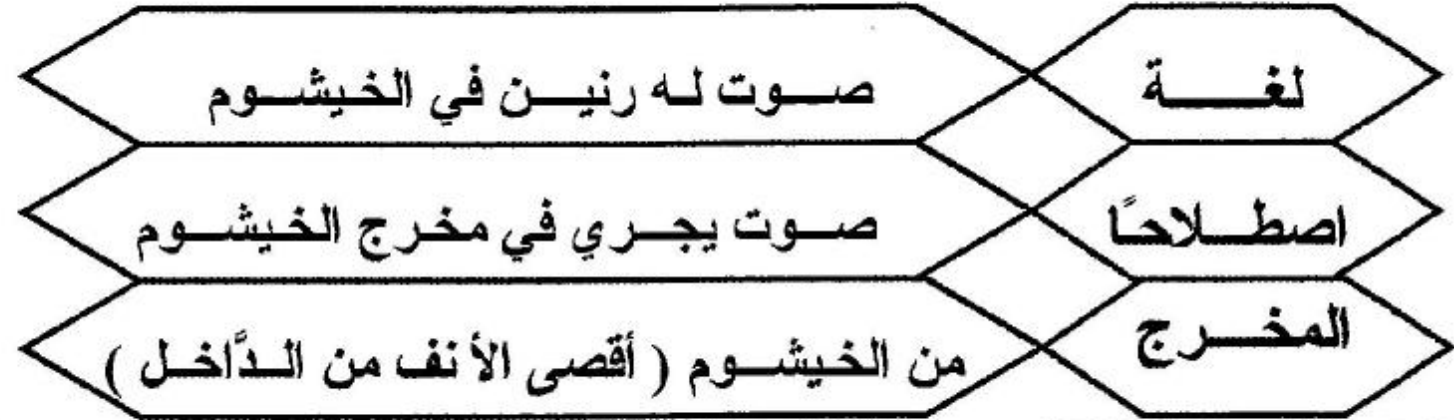 لغة صوت له رنين في الخيشوم
اصطلاحًا صوت يجري في مخرج الخيشوم
المخرج من الخيشوم ( أقصى الأنف من الدَّاخل )